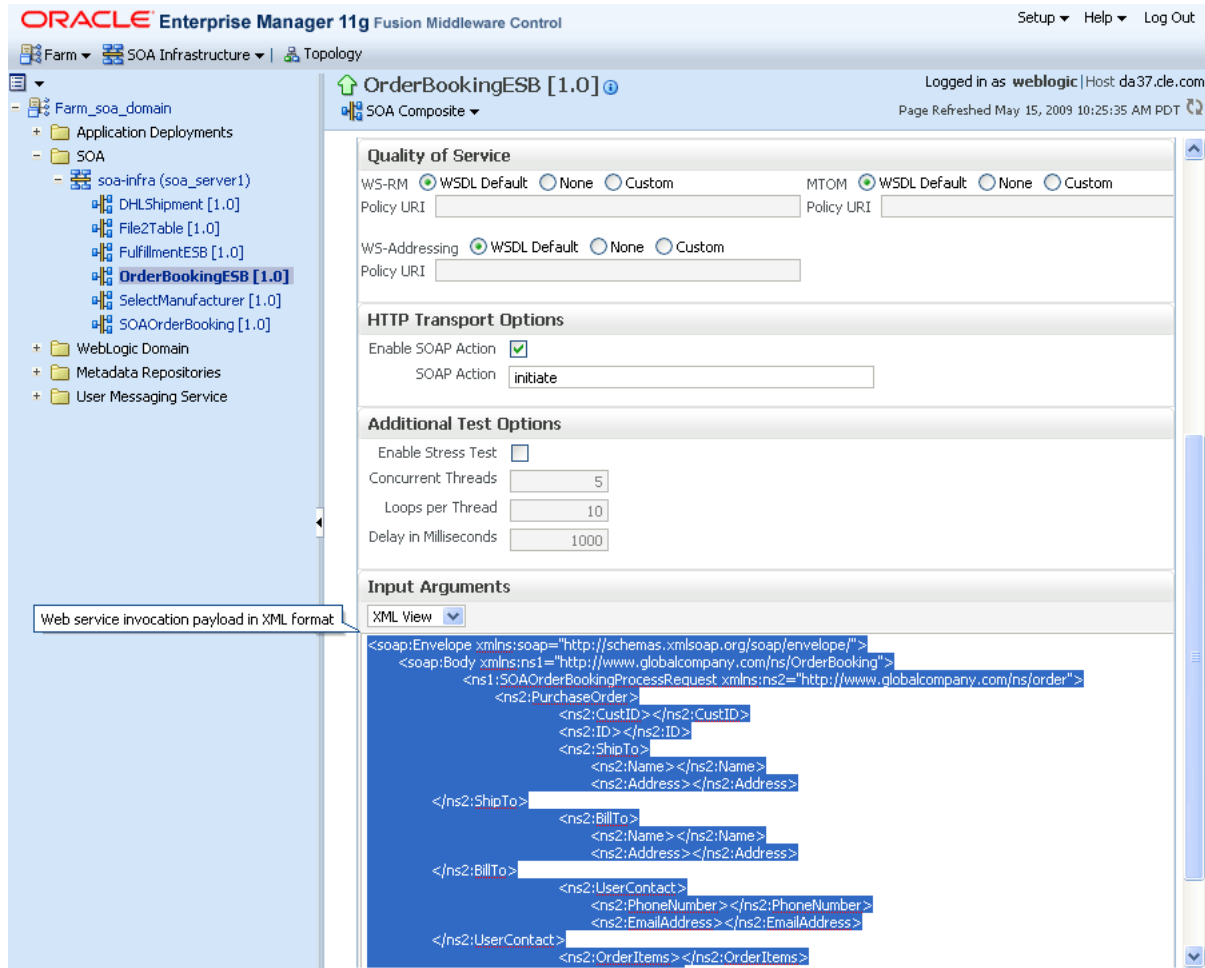 ORACLE Enterprise Manager 11g Fusion Middleware Control
Setup Help Log Out
Farm SOA Infrastructure | Topology
Farm_soa_domain
Application Deployments
SOA
soa-infra (soa_server1)
DHLShipment [1.0]
File2Table [1.0]
FulfillmentESB [1.0]
OrderBookingESB [1.0]
SelectManufacturer [1.0]
SOAOrderBooking [1.0]
WebLogic Domain
Metadata Repositories
User Messaging Service
OrderBookingESB [1.0]
Logged in as weblogic|Host da37.cle.com
SOA Composite
Page Refreshed May 15, 2009 10:25:35 AM PDT
Quality of Service
WS-RM WSDL Default None Custom MTOM WSDL Default None Custom
Policy URI Policy URI
WS-Addressing WSDL Default None Custom
Policy URI
HTTP Transport Options
Enable SOAP Action
SOAP Action initiate
Additional Test Options
Enable Stress Test
Concurrent Threads 5
Loops per Thread 10
Delay in Milliseconds 1000
Input Arguments
Web service invocation payload in XML format
XML View
<soap:Envelope xmlns:soap="http://schemas.xmlsoap.org/soap/envelope/">
<soap:Body xmlns:ns1="http://www.globalcompany.com/ns/OrderBooking">
<ns1:SOAOrderBookingProcessRequest xmlns:ns2="http://www.globalcompany.com/ns/order">
<ns2:PurchaseOrder>
<ns2:CustID></ns2:CustID>
<ns2:ID></ns2:ID>
<ns2:ShipTo>
<ns2:Name></ns2:Name>
<ns2:Address></ns2:Address>
</ns2:ShipTo>
<ns2:BillTo>
<ns2:Name></ns2:Name>
<ns2:Address></ns2:Address>
</ns2:BillTo>
<ns2:UserContact>
<ns2:PhoneNumber></ns2:PhoneNumber>
<ns2:EmailAddress></ns2:EmailAddress>
</ns2:UserContact>
<ns2:OrderItems></ns2:OrderItems>